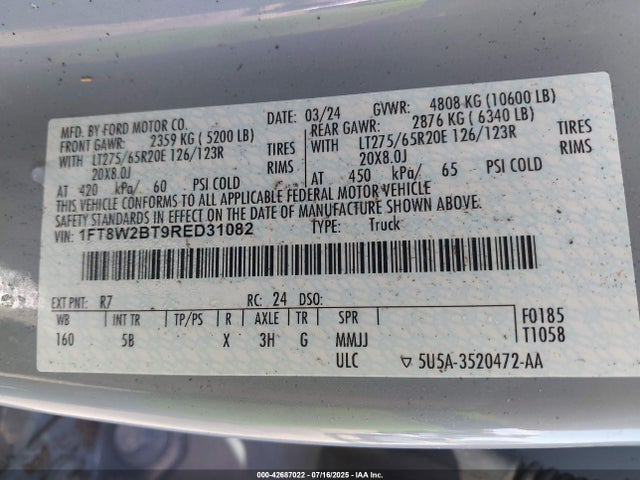 MFD. BY FORD MOTOR CO.
DATE: 03/24 GVWR: 4808 KG (10600 LB)
FRONT GAWR: 2359 KG ( 5200 LB) REAR GAWR: 2876 KG ( 6340 LB)
WITH LT275/65R20E 126/123R TIRES WITH LT275/65R20E 126/123R TIRES
20X8.0J RIMS 20X8.0J RIMS
AT 420 kPa/ 60 PSI COLD AT 450 kPa/ 65 PSI COLD
THIS VEHICLE CONFORMS TO ALL APPLICABLE FEDERAL MOTOR VEHICLE
SAFETY STANDARDS IN EFFECT ON THE DATE OF MANUFACTURE SHOWN ABOVE.
VIN: 1FT8W2BT9RED31082 TYPE: Truck
EXT PNT: R7 RC: 24 DSO:
WB INT TR TP/PS R AXLE TR SPR F0185
160 5B X 3H G MMJJ T1058
ULC ▽ 5U5A-3520472-AA
000-42687022 / 07/16/2025 / IAA Inc.